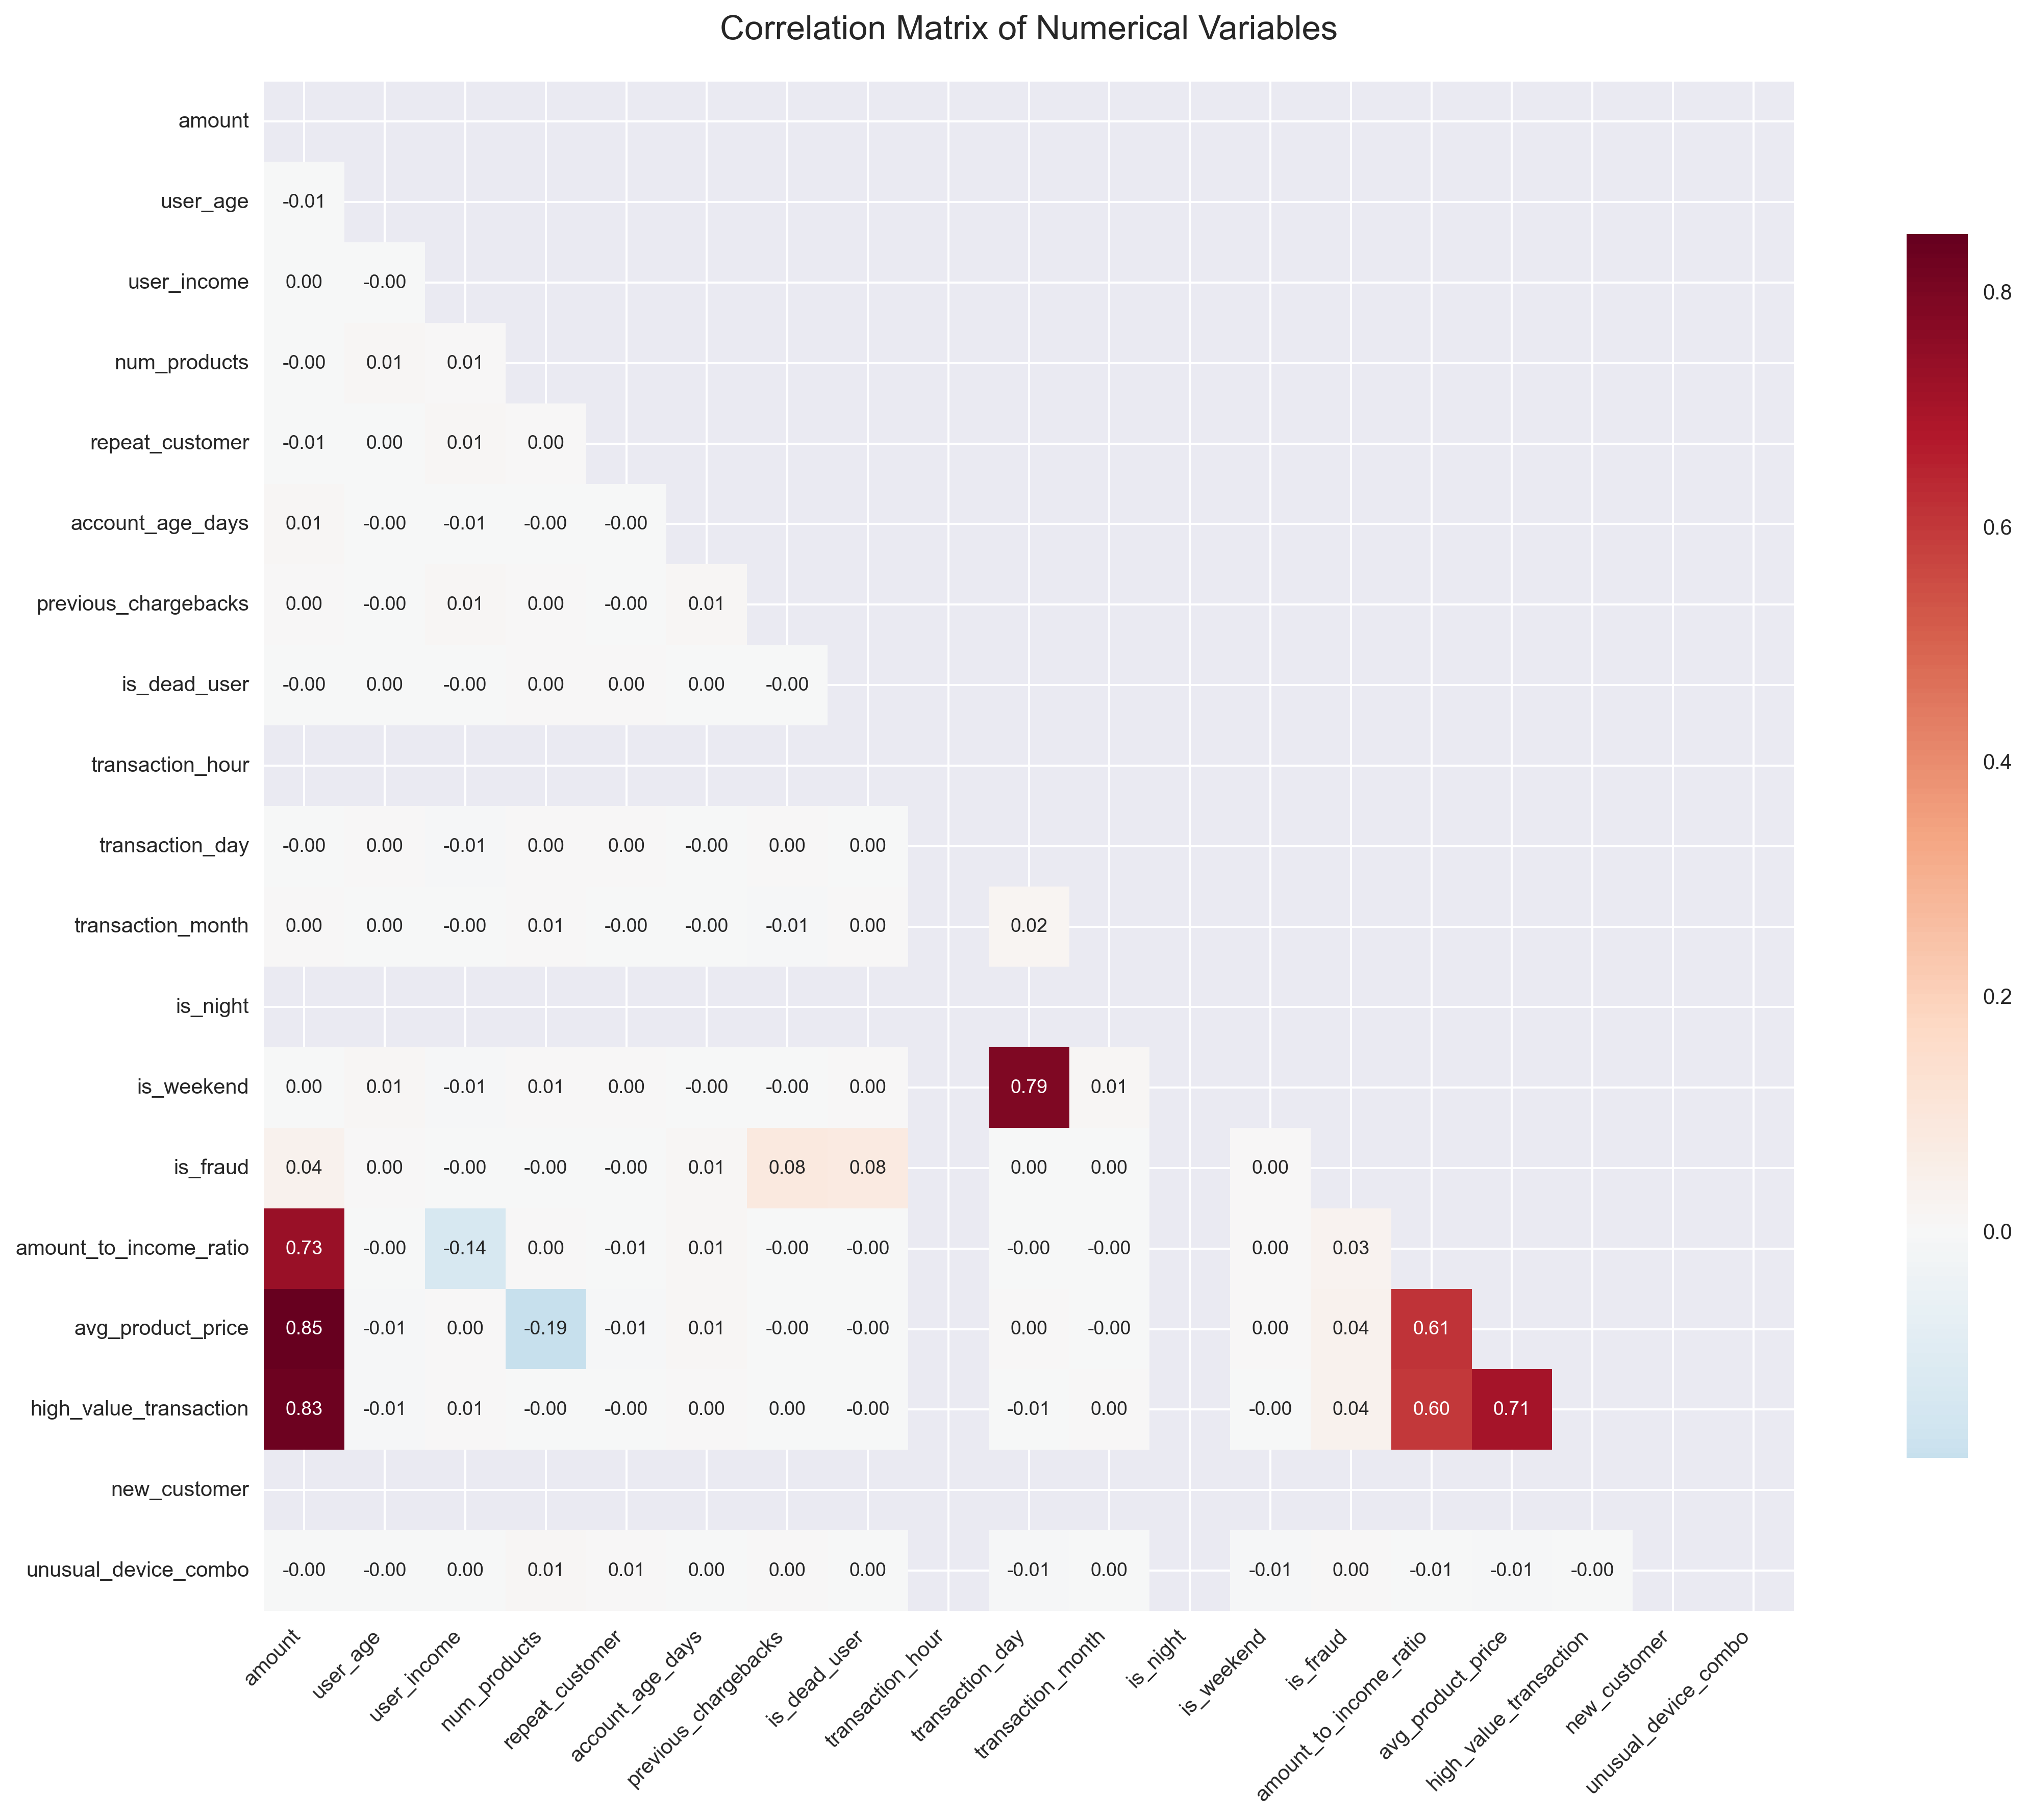 Correlation Matrix of Numerical Variables
amount
user_age -0.01
user_income 0.00 -0.00
num_products -0.00 0.01 0.01
repeat_customer -0.01 0.00 0.01 0.00
account_age_days 0.01 -0.00 -0.01 -0.00 -0.00
previous_chargebacks 0.00 -0.00 0.01 0.00 -0.00 0.01
is_dead_user -0.00 0.00 -0.00 0.00 0.00 0.00 -0.00
transaction_hour
transaction_day -0.00 0.00 -0.01 0.00 0.00 -0.00 0.00 0.00
transaction_month 0.00 0.00 -0.00 0.01 -0.00 -0.00 -0.01 0.00 0.02
is_night
is_weekend 0.00 0.01 -0.01 0.01 0.00 -0.00 -0.00 0.00 0.79 0.01
is_fraud 0.04 0.00 -0.00 -0.00 -0.00 0.01 0.08 0.08 0.00 0.00 0.00
amount_to_income_ratio 0.73 -0.00 -0.14 0.00 -0.01 0.01 -0.00 -0.00 -0.00 -0.00 0.00 0.03
avg_product_price 0.85 -0.01 0.00 -0.19 -0.01 0.01 -0.00 -0.00 0.00 -0.00 0.00 0.04 0.61
high_value_transaction 0.83 -0.01 0.01 -0.00 -0.00 0.00 0.00 -0.00 -0.01 0.00 -0.00 0.04 0.60 0.71
new_customer
unusual_device_combo -0.00 -0.00 0.00 0.01 0.01 0.00 0.00 0.00 -0.01 0.00 -0.01 0.00 -0.01 -0.01 -0.00
amount
user_age
user_income
num_products
repeat_customer
account_age_days
previous_chargebacks
is_dead_user
transaction_hour
transaction_day
transaction_month
is_night
is_weekend
is_fraud
amount_to_income_ratio
avg_product_price
high_value_transaction
new_customer
unusual_device_combo
0.8
0.6
0.4
0.2
0.0